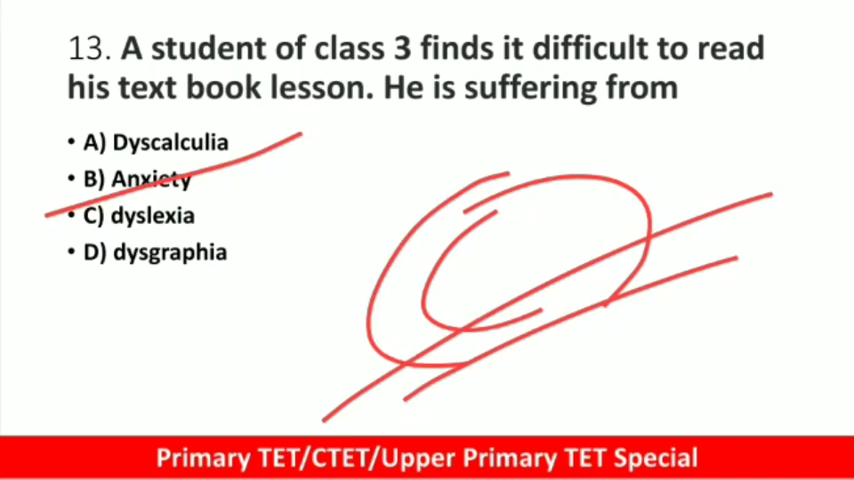 13. A student of class 3 finds it difficult to read
his text book lesson. He is suffering from
• A) Dyscalculia
• B) Anxiety
• C) dyslexia
• D) dysgraphia
Primary TET/CTET/Upper Primary TET Special